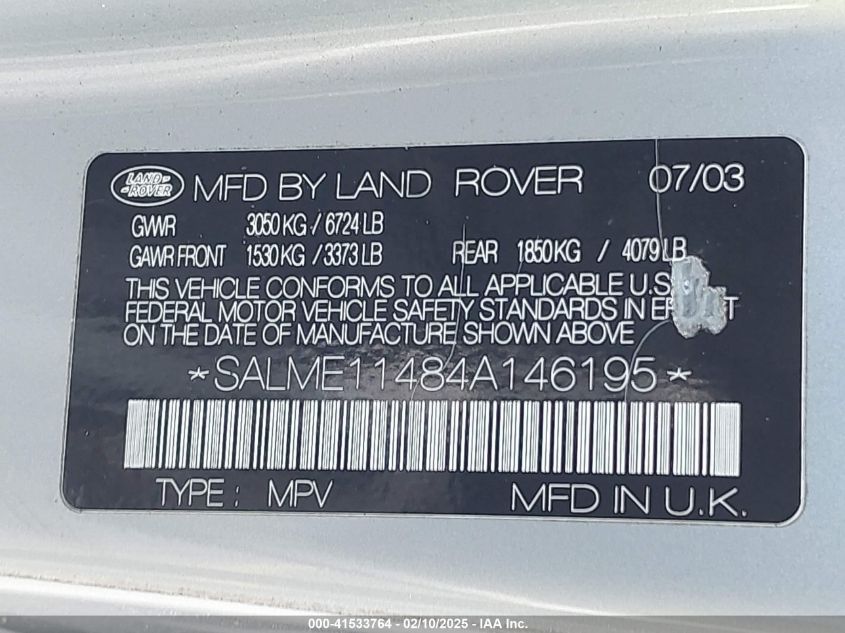 LAND ROVER MFD BY LAND ROVER 07/03
GWWR 3050 KG / 6724 LB
GAWR FRONT 1530 KG / 3373 LB REAR 1850 KG / 4079 LB
THIS VEHICLE CONFORMS TO ALL APPLICABLE U.S.
FEDERAL MOTOR VEHICLE SAFETY STANDARDS IN
ON THE DATE OF MANUFACTURE SHOWN ABOVE
*SALME11484A146195*
TYPE : MPV MFD IN U.K.
000-41533764 - 02/10/2025 - IAA Inc.